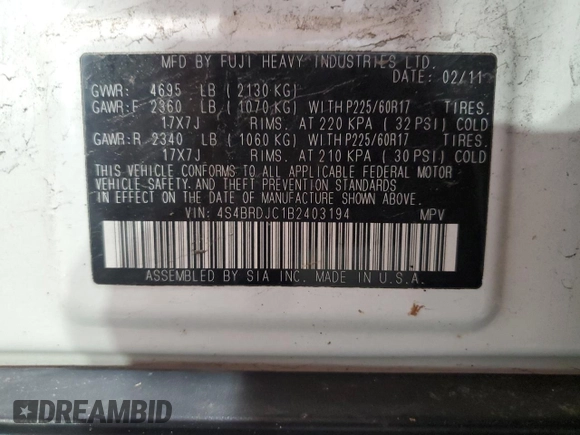 MFD BY FUJI HEAVY INDUSTRIES LTD.
DATE: 02/11
GVWR: 4695 LB (2130 KG)
GAWR:F 2360 LB (1070 KG) WITH P225/60R17 TIRES.
17X7J RIMS. AT 220 KPA (32 PSI) COLD
GAWR:R 2340 LB (1060 KG) WITH P225/60R17 TIRES.
17X7J RIMS. AT 210 KPA (30 PSI) COLD
THIS VEHICLE CONFORMS TO ALL APPLICABLE FEDERAL MOTOR
VEHICLE SAFETY. AND THEFT PREVENTION STANDARDS
IN EFFECT ON THE DATE OF MANUFACTURE SHOWN ABOVE.
VIN: 4S4BRDJC1B2403194 MPV
ASSEMBLED BY SIA INC. MADE IN U.S.A.
DREAMBID